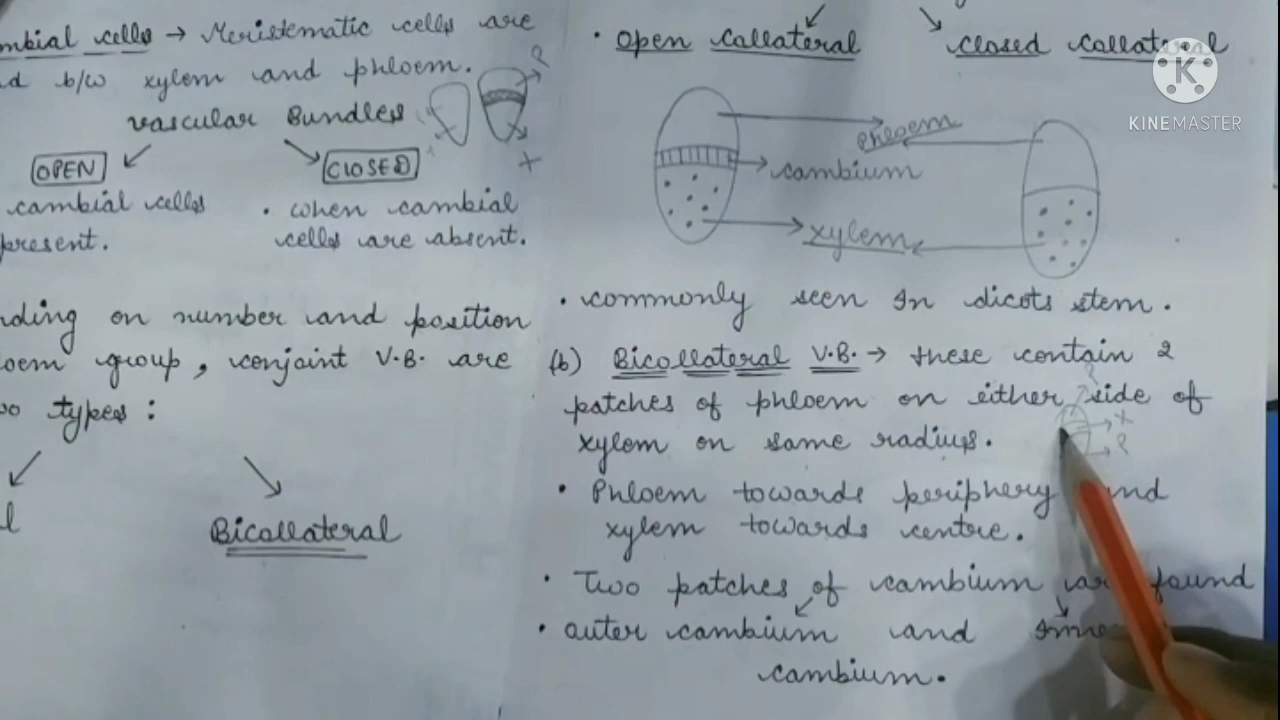 mbial cells → Meristematic cells are
d b/w xylem and phloem.
P
X
vascular Bundles
OPEN
CLOSED
cambial cells
present.
• when cambial
cells are absent.
nding on number and position
loem group, conjoint V.B. are
wo types:
l
Bicollateral
• Open Collateral
closed collateral
Phloem
cambium
xylem
• commonly seen In dicots stem.
(b) Bicollateral V.B. → these contain 2
patches of phloem on either side of
xylem on same radius.
P
X
P
• Phloem towards periphery and
xylem towards centre.
• Two patches of cambium are found
• outer cambium and Inne
cambium.
K
KINEMASTER